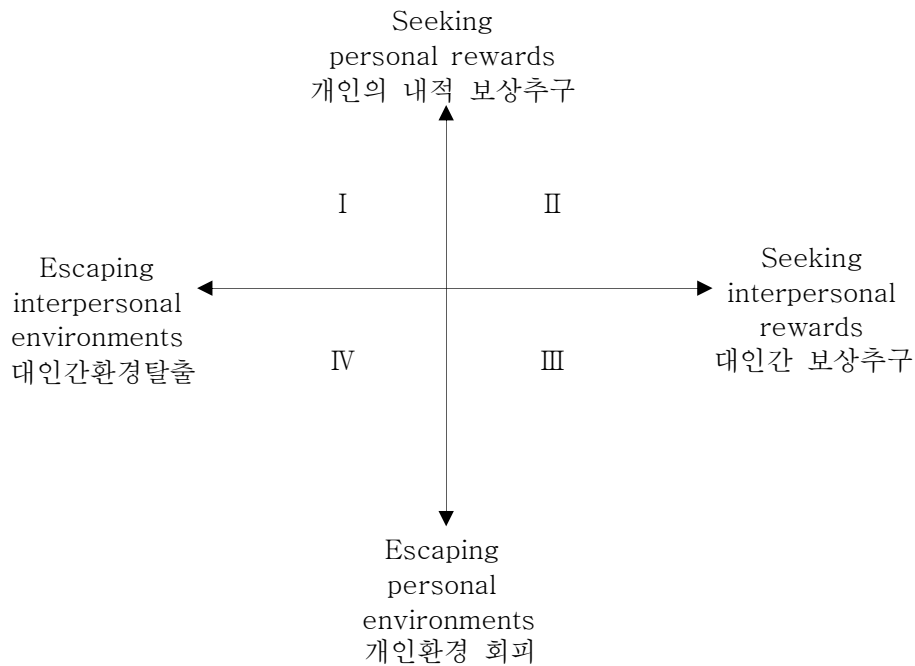 Seeking
personal rewards
개인의 내적 보상추구
Ⅰ
Ⅱ
Escaping
interpersonal
environments
대인간환경탈출
Seeking
interpersonal
rewards
대인간 보상추구
Ⅳ
Ⅲ
Escaping
personal
environments
개인환경 회피